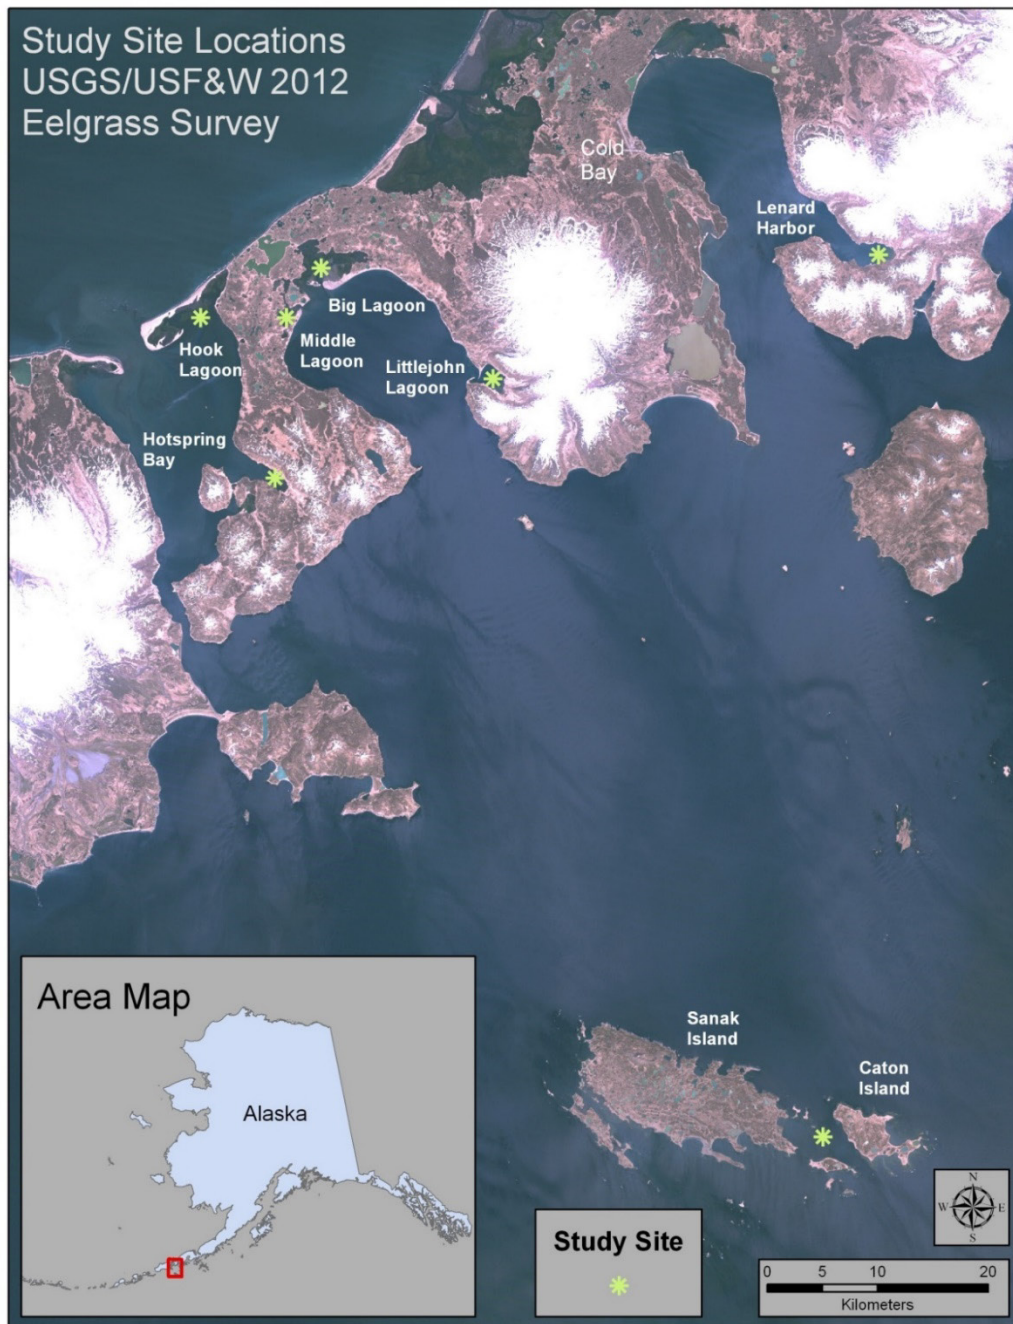 Study Site Locations
USGS/USF&W 2012
Eelgrass Survey
Cold
Bay
Lenard
Harbor
Big Lagoon
Middle
Lagoon
Hook
Lagoon
Littlejohn
Lagoon
Hotspring
Bay
Sanak
Island
Caton
Island
Area Map
Alaska
Study Site
N
W E
S
0 5 10 20
Kilometers